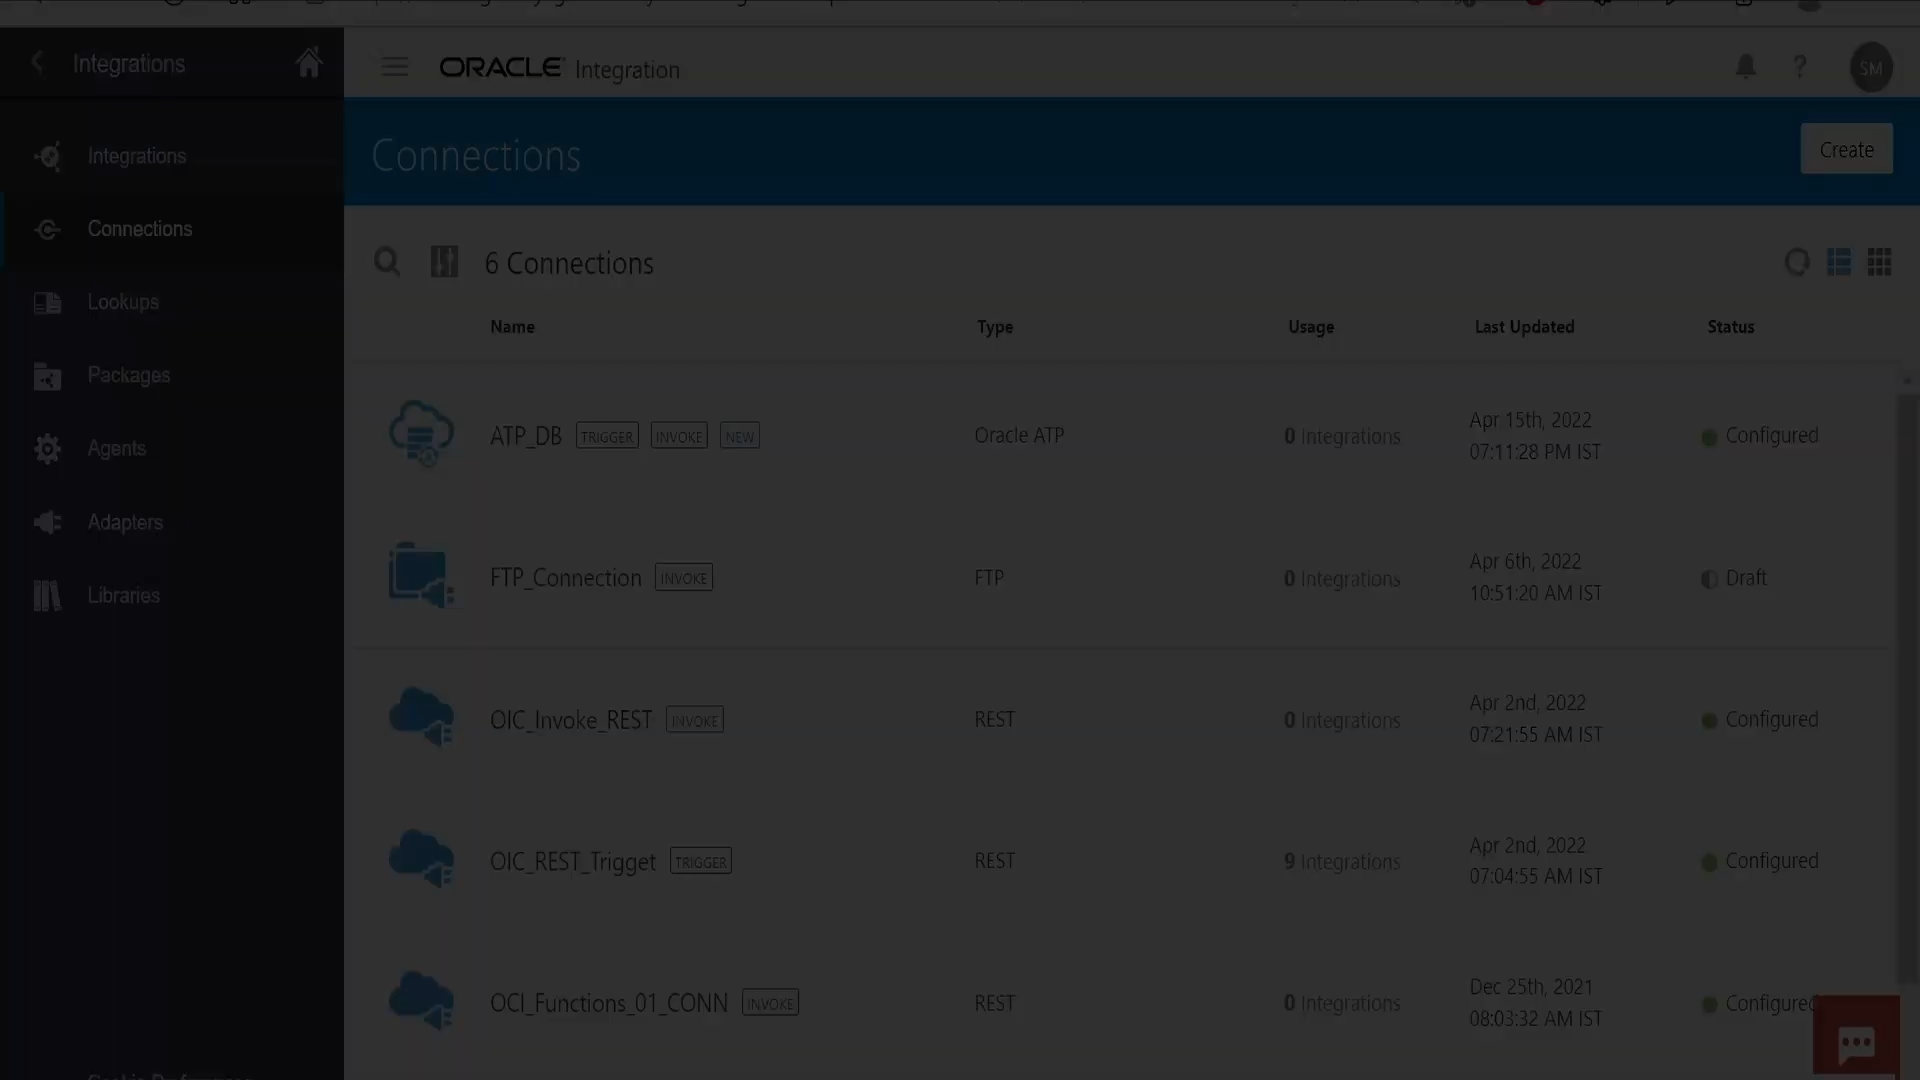 Integrations
ORACLE Integration
SM
Integrations
Connections
Lookups
Packages
Agents
Adapters
Libraries
Connections
Create
6 Connections
Name Type Usage Last Updated Status
ATP_DB TRIGGER INVOKE NEW Oracle ATP 0 Integrations Apr 15th, 2022 Configured
07:11:28 PM IST
FTP_Connection INVOKE FTP 0 Integrations Apr 6th, 2022 Draft
10:51:20 AM IST
OIC_Invoke_REST INVOKE REST 0 Integrations Apr 2nd, 2022 Configured
07:21:55 AM IST
OIC_REST_Trigget TRIGGER REST 9 Integrations Apr 2nd, 2022 Configured
07:04:55 AM IST
OCI_Functions_01_CONN INVOKE REST 0 Integrations Dec 25th, 2021 Configured
08:03:32 AM IST